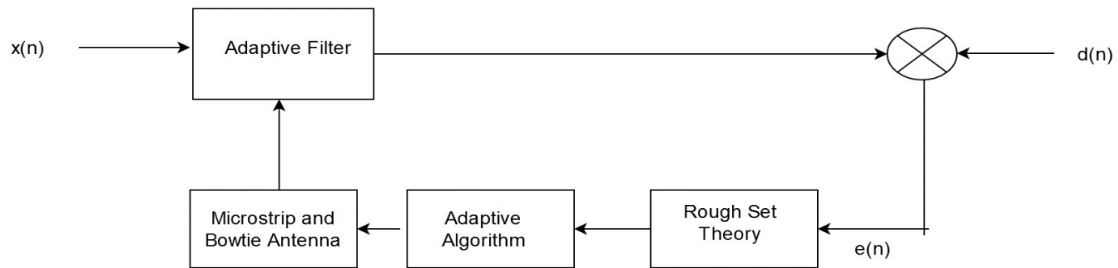 x(n)
Adaptive Filter
d(n)
Microstrip and
Bowtie Antenna
Adaptive
Algorithm
Rough Set
Theory
e(n)